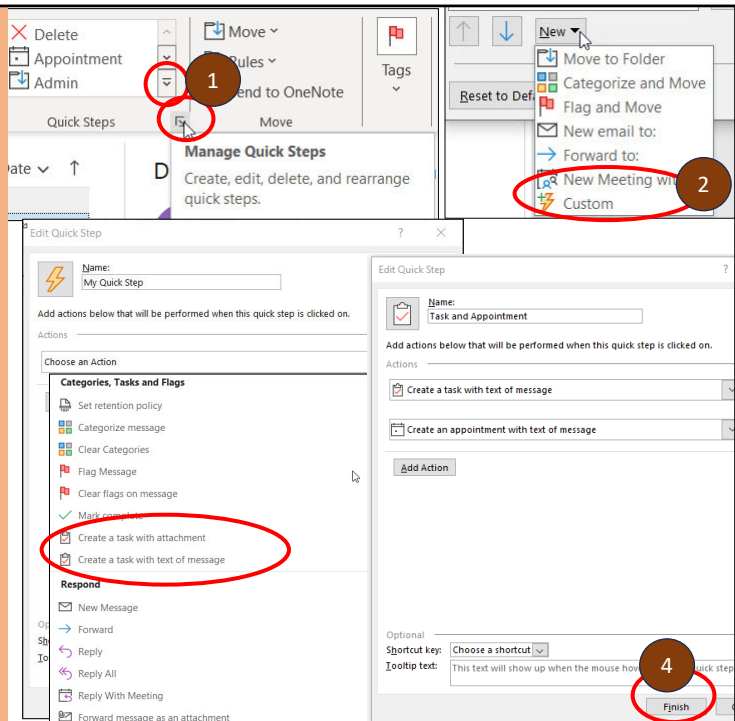 Delete
Appointment
Admin
Quick Steps
Move
Rules
end to OneNote
Move
Tags
1
Date
D
Manage Quick Steps
Create, edit, delete, and rearrange
quick steps.
New
Reset to Def
Move to Folder
Categorize and Move
Flag and Move
New email to:
Forward to:
New Meeting wi
Custom
2
Edit Quick Step
?
Name:
My Quick Step
Add actions below that will be performed when this quick step is clicked on.
Actions
Choose an Action
Categories, Tasks and Flags
Set retention policy
Categorize message
Clear Categories
Flag Message
Clear flags on message
Mark complete
Create a task with attachment
Create a task with text of message
Respond
New Message
Forward
Reply
Reply All
Reply With Meeting
Forward message as an attachment
Op
Sh
To
Edit Quick Step
?
Name:
Task and Appointment
Add actions below that will be performed when this quick step is clicked on.
Actions
Create a task with text of message
Create an appointment with text of message
Add Action
Optional
Shortcut key: Choose a shortcut
Tooltip text: This text will show up when the mouse hov uick step
4
Finish